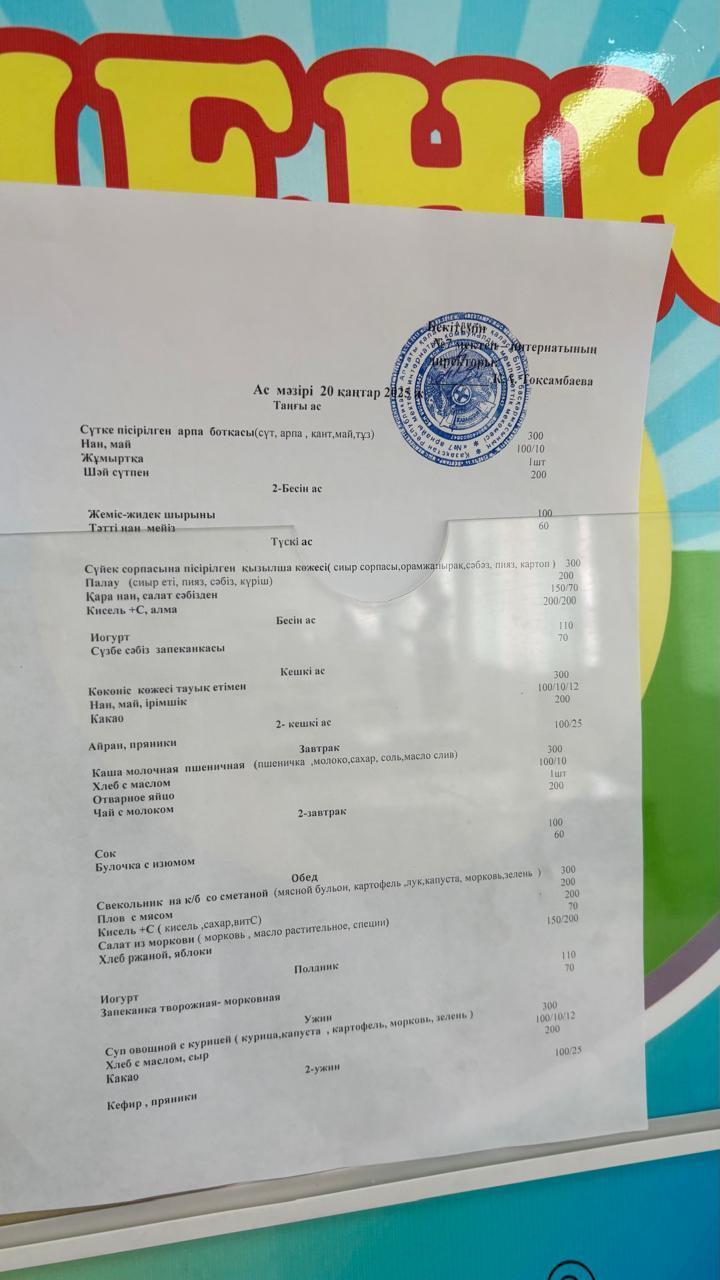 МЕНЮ
Бекітемін
№7 мектеп - интернатының
директоры
К.А. Тоқсамбаева
Ас мәзірі 20 қаңтар 2025
Таңғы ас
Сүтке пісірілген арпа ботқасы(сүт, арпа , кант,май,тұз) 300
Нан, май 100/10
Жұмыртка 1шт
Шәй сүтпен 200
2-Бесін ас
Жеміс-жидек шырыны 100
Тәтті нан мейіз 60
Түскі ас
Сүйек сорпасына пісірілген қызылша көжесі( сиыр сорпасы,орамжапырақ,сәбәз, пияз, картоп ) 300
Палау (сиыр еті, пияз, сәбіз, күріш) 200
Қара нан, салат сәбізден 150/70
Кисель +С, алма 200/200
Бесін ас
Иогурт 110
Сүзбе сәбіз запеканкасы 70
Кешкі ас
Көкөніс көжесі тауық етімен 300
Нан, май, ірімшік 100/10/12
Какао 200
2- кешкі ас
Айран, пряники 100/25
Завтрак
Каша молочная пшеничная (пшеничка ,молоко,сахар, соль,масло слив) 300
Хлеб с маслом 100/10
Отварное яйцо 1шт
Чай с молоком 200
2-завтрак
Сок 100
Булочка с изюмом 60
Обед
Свекольник на к/б со сметаной (мясной бульон, картофель ,лук,капуста, морковь,зелень ) 300
Плов с мясом 200
Кисель +С ( кисель ,сахар,витС) 200
Салат из моркови ( морковь , масло растительное, специи) 70
Хлеб ржаной, яблоки 150/200
Полдник
Иогурт 110
Запеканка творожная- морковная 70
Ужин
Суп овощной с курицей ( курица,капуста , картофель, морковь, зелень ) 300
Хлеб с маслом, сыр 100/10/12
Какао 200
2-ужин
Кефир , пряники 100/25